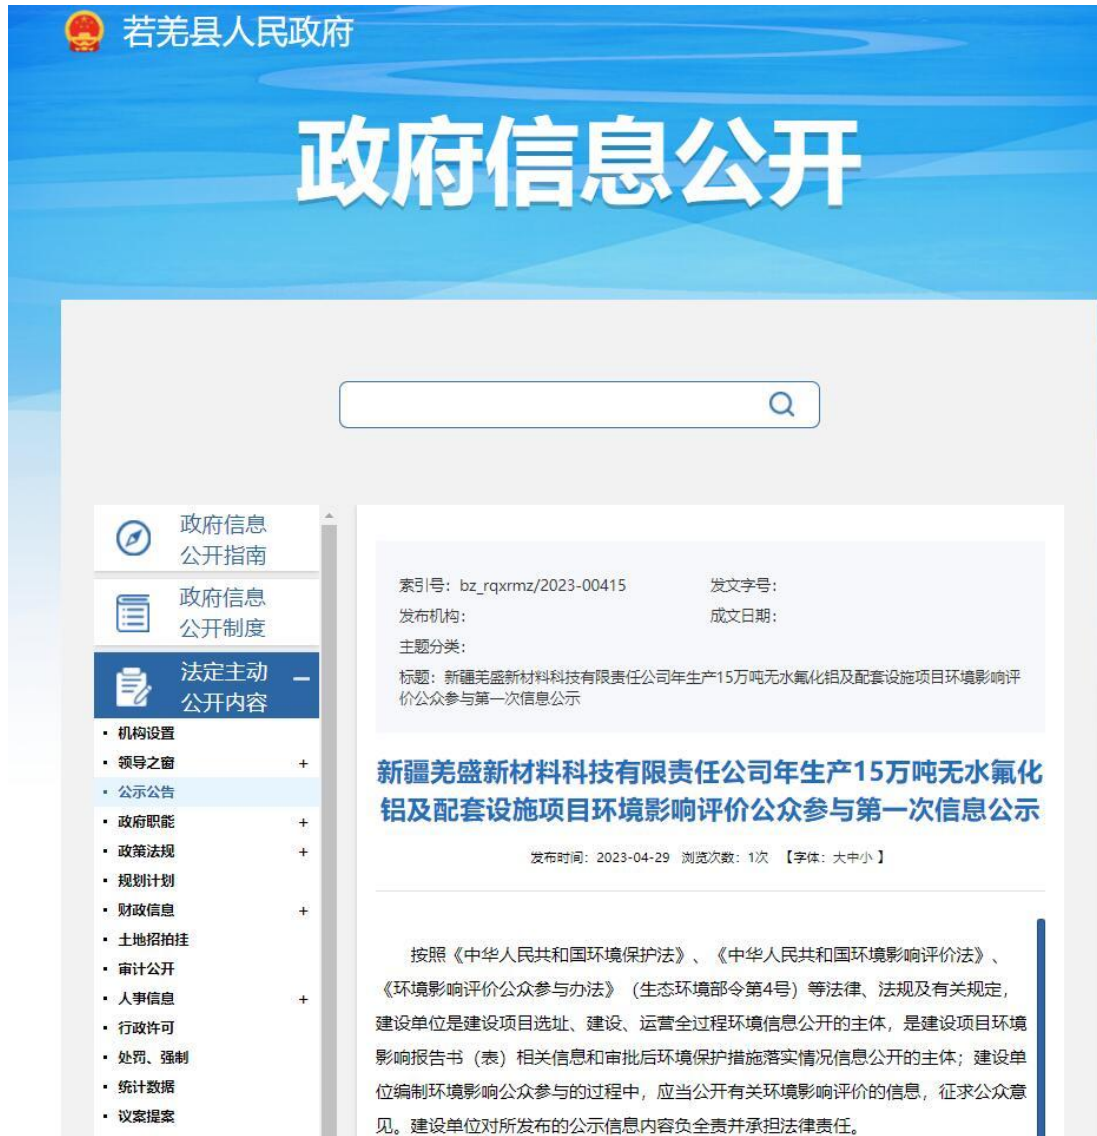 若羌县人民政府
政府信息公开
政府信息
公开指南
政府信息
公开制度
法定主动
公开内容
机构设置
领导之窗 +
公示公告
政府职能 +
政策法规 +
规划计划
财政信息 +
土地招拍挂
审计公开
人事信息 +
行政许可
处罚、强制
统计数据
议案提案
索引号：bz_rqxrmz/2023-00415 发文字号：
发布机构： 成文日期：
主题分类：
标题：新疆羌盛新材料科技有限责任公司年生产15万吨无水氟化铝及配套设施项目环境影响评
价公众参与第一次信息公示
新疆羌盛新材料科技有限责任公司年生产15万吨无水氟化
铝及配套设施项目环境影响评价公众参与第一次信息公示
发布时间：2023-04-29 浏览次数：1次 【字体：大中小 】
按照《中华人民共和国环境保护法》、《中华人民共和国环境影响评价法》、
《环境影响评价公众参与办法》（生态环境部令第4号）等法律、法规及有关规定，
建设单位是建设项目选址、建设、运营全过程环境信息公开的主体，是建设项目环境
影响报告书（表）相关信息和审批后环境保护措施落实情况信息公开的主体；建设单
位编制环境影响公众参与的过程中，应当公开有关环境影响评价的信息，征求公众意
见。建设单位对所发布的公示信息内容负全责并承担法律责任。